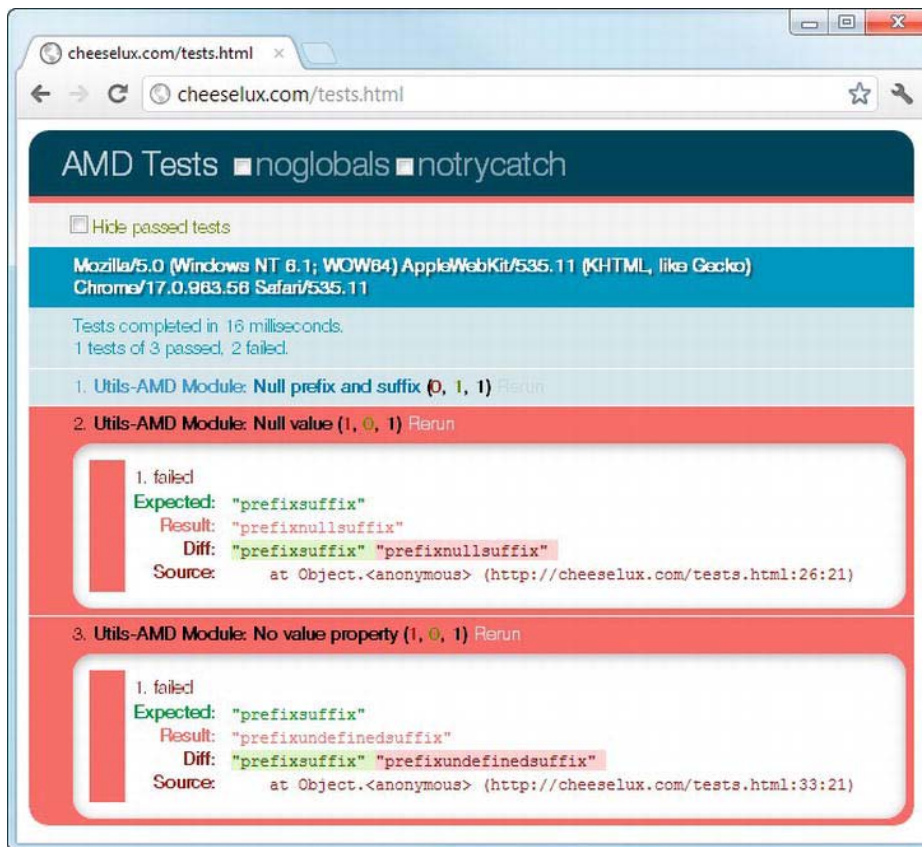 cheeselux.com/tests.html
cheeselux.com/tests.html
AMD Tests noglobals notrycatch
Hide passed tests
Mozilla/5.0 (Windows NT 6.1; WOW64) AppleWebKit/535.11 (KHTML, like Gecko)
Chrome/17.0.963.56 Safari/535.11
Tests completed in 16 milliseconds.
1 tests of 3 passed, 2 failed.
1. Utils-AMD Module: Null prefix and suffix (0, 1, 1) Rerun
2. Utils-AMD Module: Null value (1, 0, 1) Rerun
1. failed
Expected: "prefixsuffix"
Result: "prefixnullsuffix"
Diff: "prefixsuffix" "prefixnullsuffix"
Source: at Object.<anonymous> (http://cheeselux.com/tests.html:26:21)
3. Utils-AMD Module: No value property (1, 0, 1) Rerun
1. failed
Expected: "prefixsuffix"
Result: "prefixundefinedsuffix"
Diff: "prefixsuffix" "prefixundefinedsuffix"
Source: at Object.<anonymous> (http://cheeselux.com/tests.html:33:21)